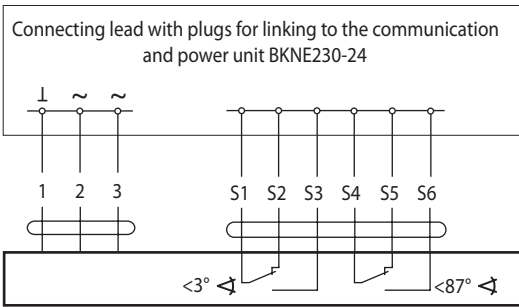 Connecting lead with plugs for linking to the communication
and power unit BKNE230-24
⊥ ~ ~
1 2 3 S1 S2 S3 S4 S5 S6
<3° <87°